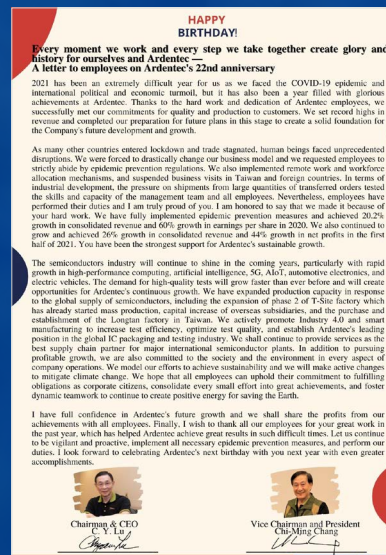 HAPPY
BIRTHDAY!
Every moment we work and every step we take together create glory and
history for ourselves and Ardentec —
A letter to employees on Ardentec's 22nd anniversary
2021 has been an extremely difficult year for us as we faced the COVID-19 epidemic and
international political and economic turmoil, but it has also been a year filled with glorious
achievements at Ardentec. Thanks to the hard work and dedication of Ardentec employees, we
successfully met our commitments for quality and production to customers. We set record highs in
revenue and completed our preparation for future plans in this stage to create a solid foundation for
the Company's future development and growth.
As many other countries entered lockdown and trade stagnated, human beings faced unprecedented
disruptions. We were forced to drastically change our business model and we requested employees to
strictly abide by epidemic prevention regulations. We also implemented remote work and workforce
allocation mechanisms, and suspended business visits in Taiwan and foreign countries. In terms of
industrial development, the pressure on shipments from large quantities of transferred orders tested
the skills and capacity of the management team and all employees. Nevertheless, employees have
performed their duties and I am truly proud of you. I am honored to say that we made it because of
your hard work. We have fully implemented epidemic prevention measures and achieved 20.2%
growth in consolidated revenue and 60% growth in earnings per share in 2020. We also continued to
grow and achieved 26% growth in consolidated revenue and 44% growth in net profits in the first
half of 2021. You have been the strongest support for Ardentec's sustainable growth.
The semiconductors industry will continue to shine in the coming years, particularly with rapid
growth in high-performance computing, artificial intelligence, 5G, AIoT, automotive electronics, and
electric vehicles. The demand for high-quality tests will grow faster than ever before and will create
opportunities for Ardentec's continuous growth. We have expanded production capacity in response
to the global supply of semiconductors, including the expansion of phase 2 of T-Site factory which
has already started mass production, capital increase of overseas subsidiaries, and the purchase and
establishment of the Longtan factory in Taiwan. We actively promote Industry 4.0 and smart
manufacturing to increase test efficiency, optimize test quality, and establish Ardentec's leading
position in the global IC packaging and testing industry. We shall continue to provide services as the
best supply chain partner for major international semiconductor plants. In addition to pursuing
profitable growth, we are also committed to the society and the environment in every aspect of
company operations. We model our efforts to achieve sustainability and we will make active changes
to mitigate climate change. We hope that all employees can uphold their commitment to fulfilling
obligations as corporate citizens, consolidate every small effort into great achievements, and foster
dynamic teamwork to continue to create positive energy for saving the Earth.
I have full confidence in Ardentec's future growth and we shall share the profits from our
achievements with all employees. Finally, I wish to thank all our employees for your great work in
the past year, which has helped Ardentec achieve great results in such difficult times. Let us continue
to be vigilant and proactive, implement all necessary epidemic prevention measures, and perform our
duties. I look forward to celebrating Ardentec's next birthday with you next year with even greater
accomplishments.
Chairman & CEO
C. Y. Lu
Vice Chairman and President
Chi-Ming Chang